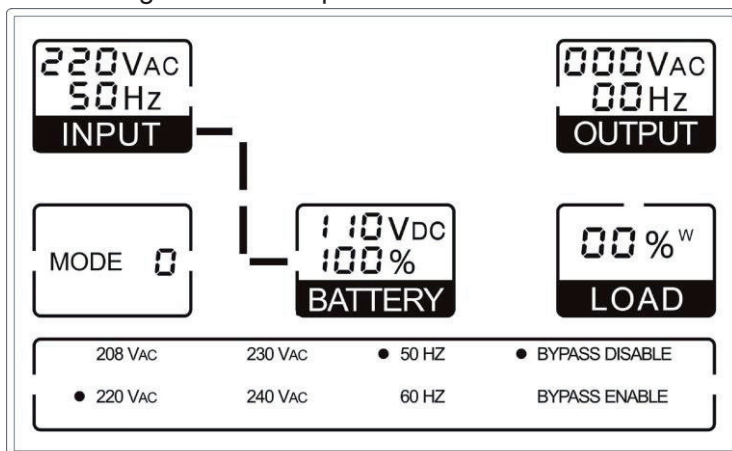 220VAC
50Hz
INPUT
000VAC
00Hz
OUTPUT
MODE 0
110VDC
100%
BATTERY
00%W
LOAD
208 VAC 230 VAC ● 50 HZ ● BYPASS DISABLE
● 220 VAC 240 VAC 60 HZ BYPASS ENABLE